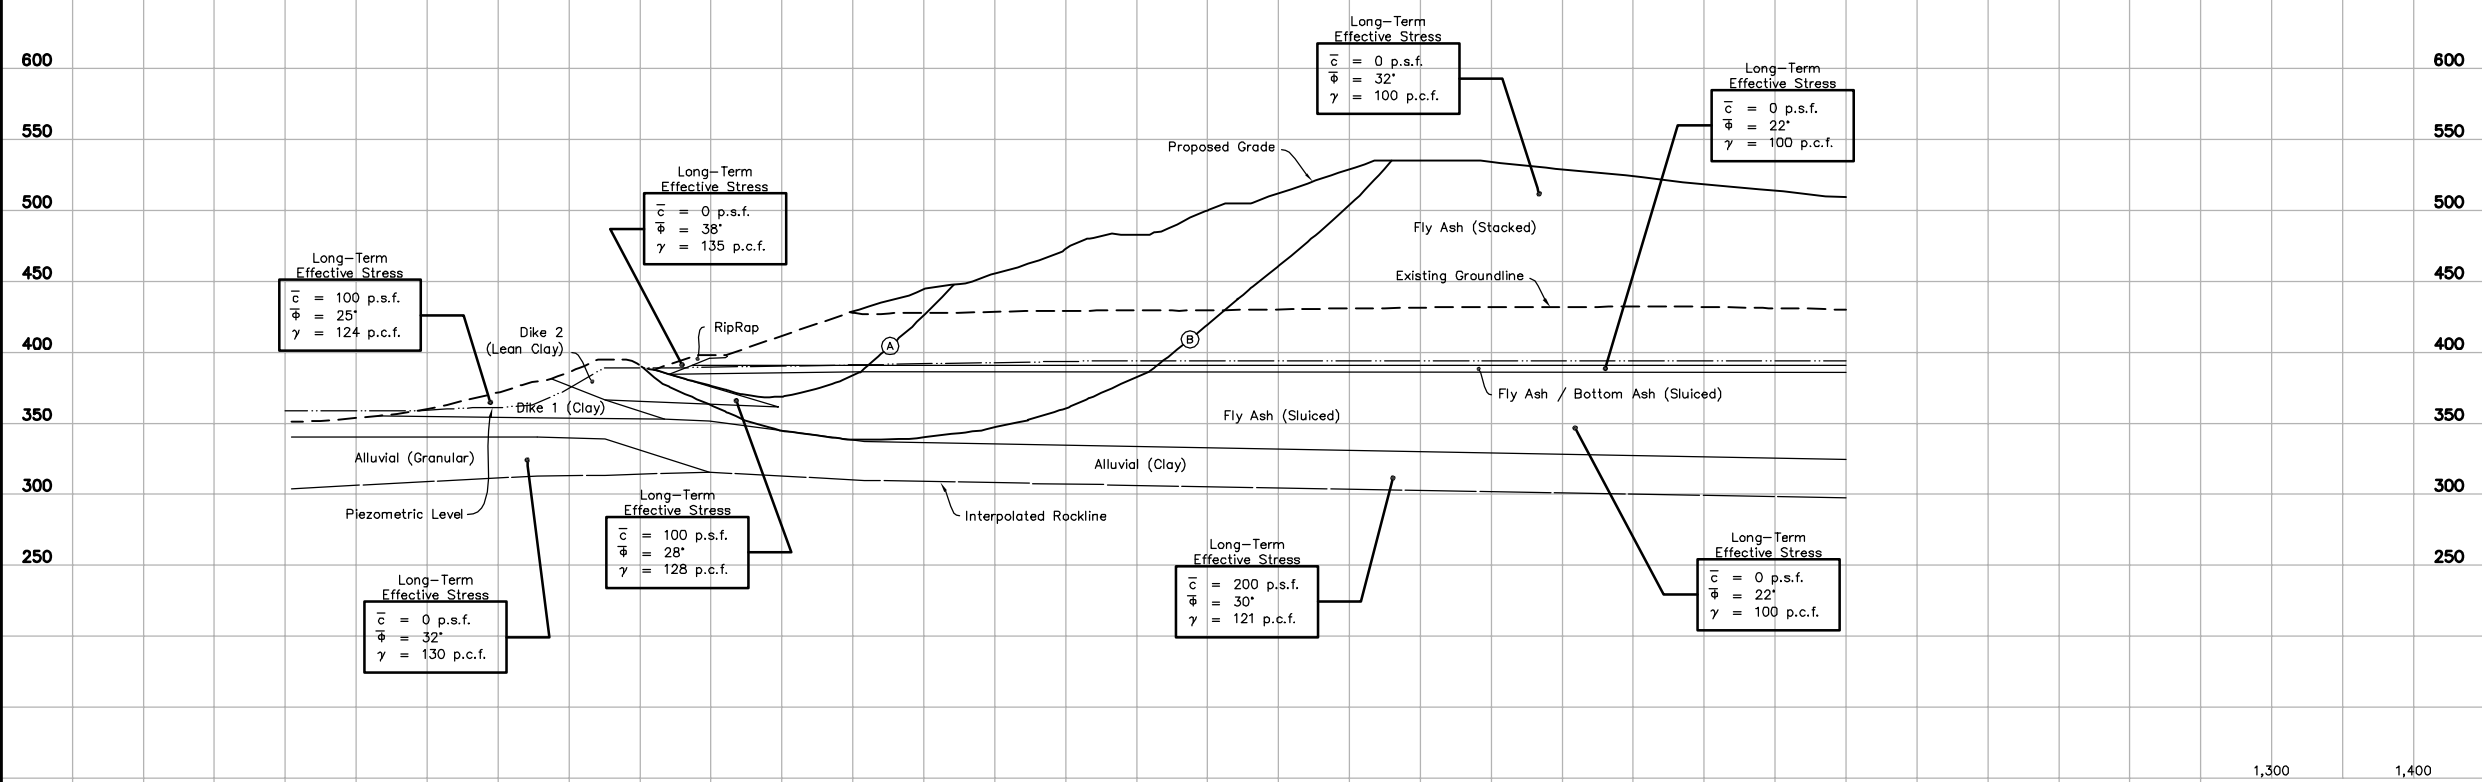 Long-Term
Effective Stress
c̅ = 0 p.s.f.
Φ̅ = 32°
γ = 100 p.c.f.
600
600
Long-Term
Effective Stress
c̅ = 0 p.s.f.
Φ̅ = 22°
γ = 100 p.c.f.
550
550
Proposed Grade
Long-Term
Effective Stress
c̅ = 0 p.s.f.
Φ̅ = 38°
γ = 135 p.c.f.
500
500
Fly Ash (Stacked)
Long-Term
Effective Stress
c̅ = 100 p.s.f.
Φ̅ = 25°
γ = 124 p.c.f.
450
450
Existing Groundline
Dike 2
(Lean Clay)
RipRap
400
A
B
400
Fly Ash / Bottom Ash (Sluiced)
Dike 1 (Clay)
350
Fly Ash (Sluiced)
350
Alluvial (Granular)
Alluvial (Clay)
300
300
Piezometric Level
Interpolated Rockline
Long-Term
Effective Stress
c̅ = 100 p.s.f.
Φ̅ = 28°
γ = 128 p.c.f.
250
250
Long-Term
Effective Stress
c̅ = 200 p.s.f.
Φ̅ = 30°
γ = 121 p.c.f.
Long-Term
Effective Stress
c̅ = 0 p.s.f.
Φ̅ = 22°
γ = 100 p.c.f.
Long-Term
Effective Stress
c̅ = 0 p.s.f.
Φ̅ = 32°
γ = 130 p.c.f.
1,300
1,400